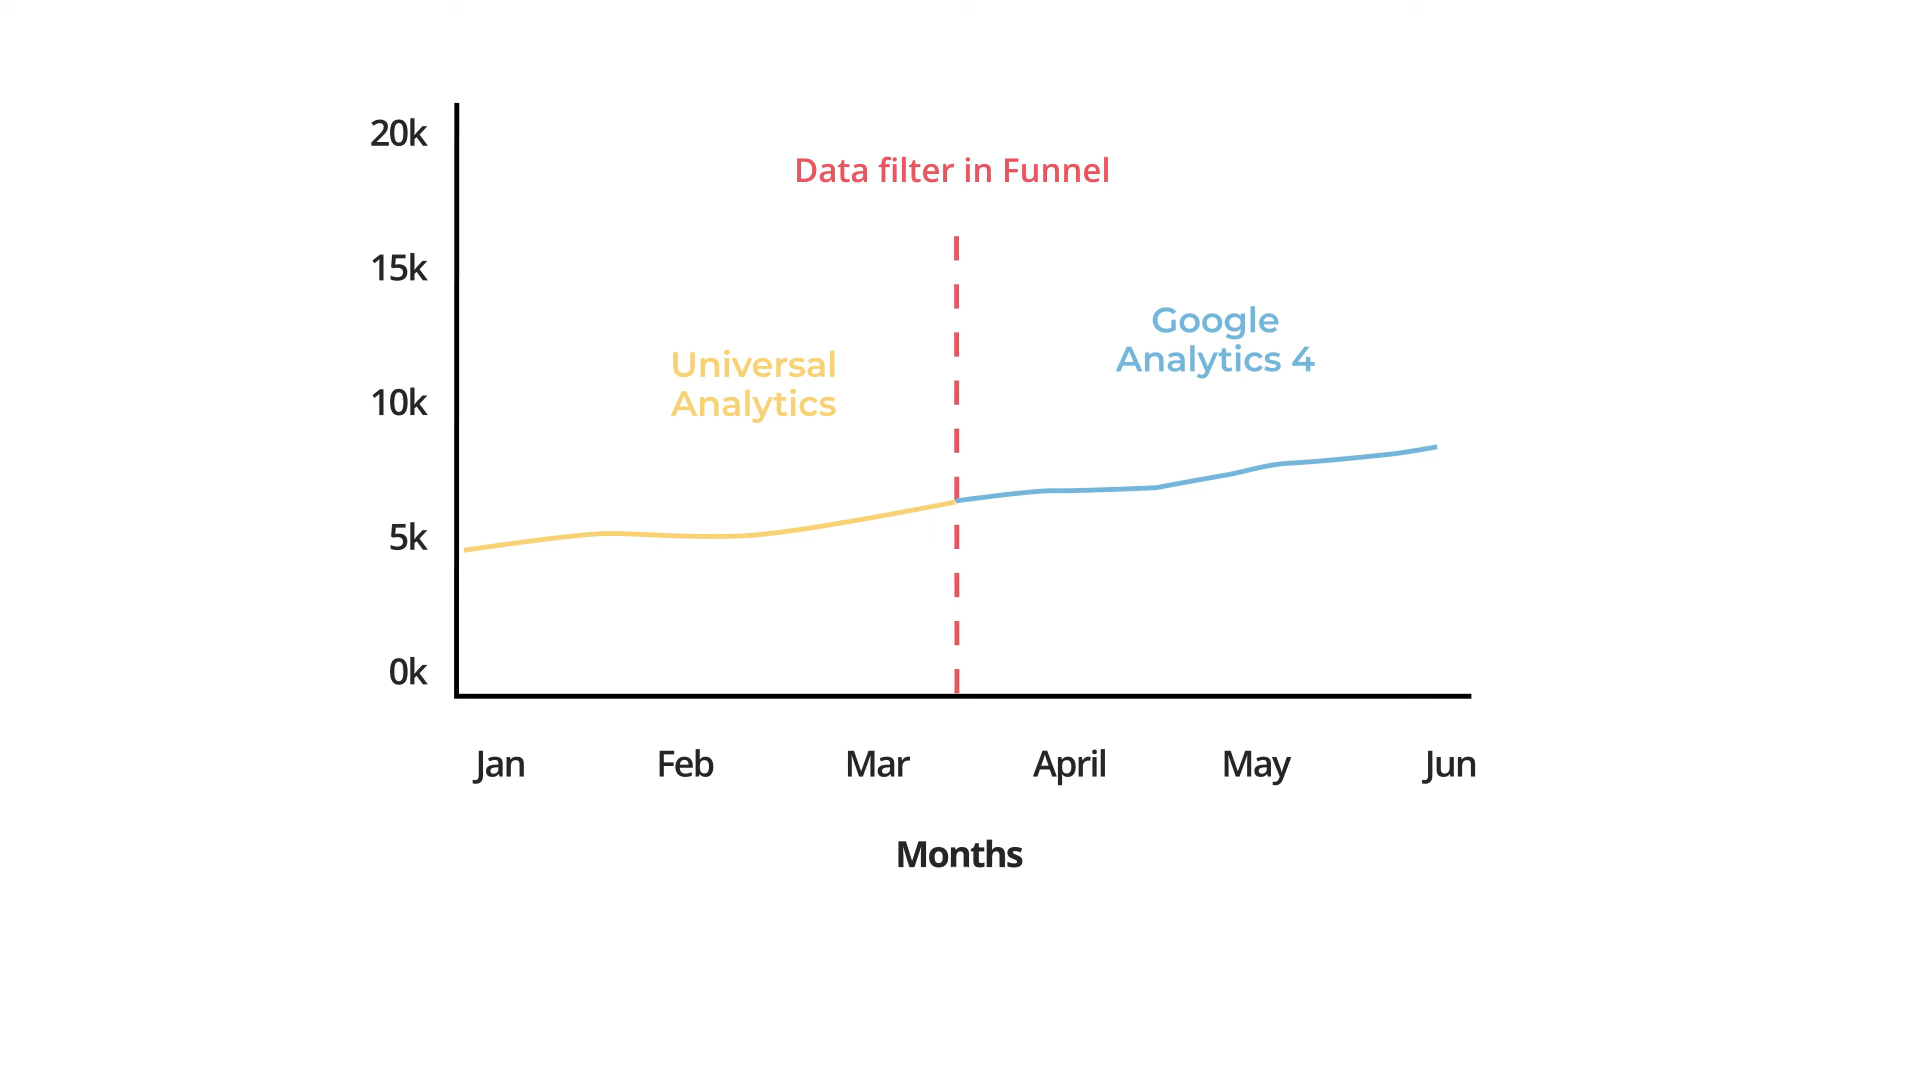 20k
Data filter in Funnel
15k
Google
Analytics 4
Universal
Analytics
10k
5k
0k
Jan Feb Mar April May Jun
Months